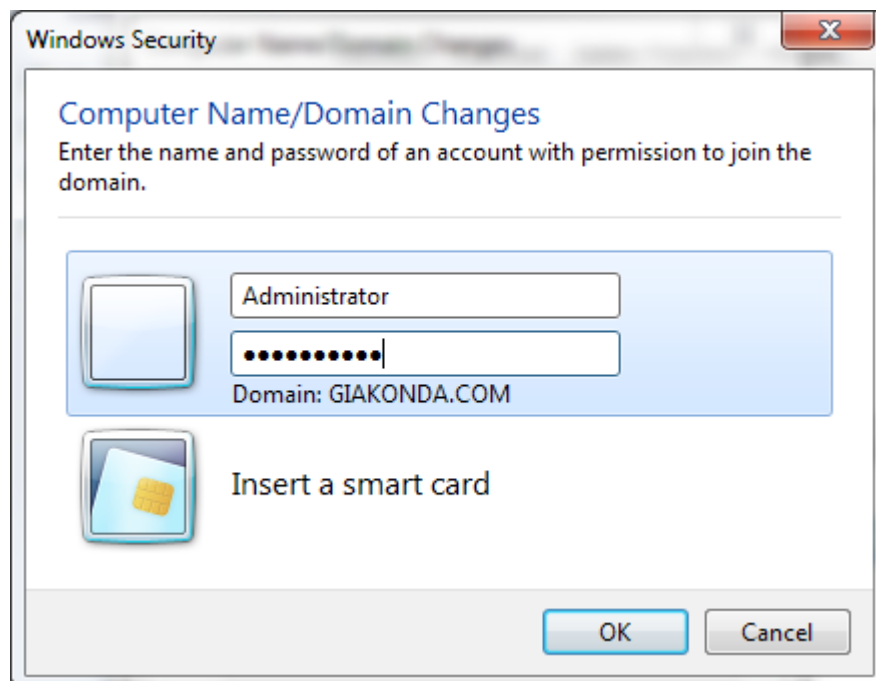 Windows Security
Computer Name/Domain Changes
Enter the name and password of an account with permission to join the
domain.
Administrator
●●●●●●●●●●
Domain: GIAKONDA.COM
Insert a smart card
OK
Cancel